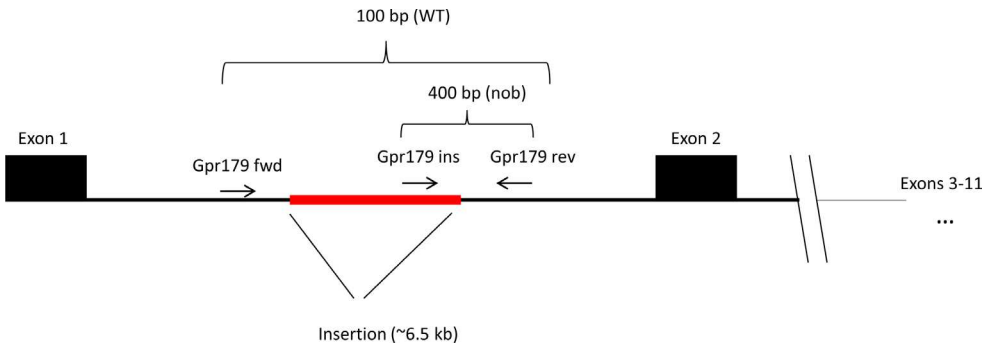 100 bp (WT)
400 bp (nob)
Exon 1
Gpr179 fwd
Gpr179 ins
Gpr179 rev
Exon 2
Exons 3-11
...
Insertion (~6.5 kb)